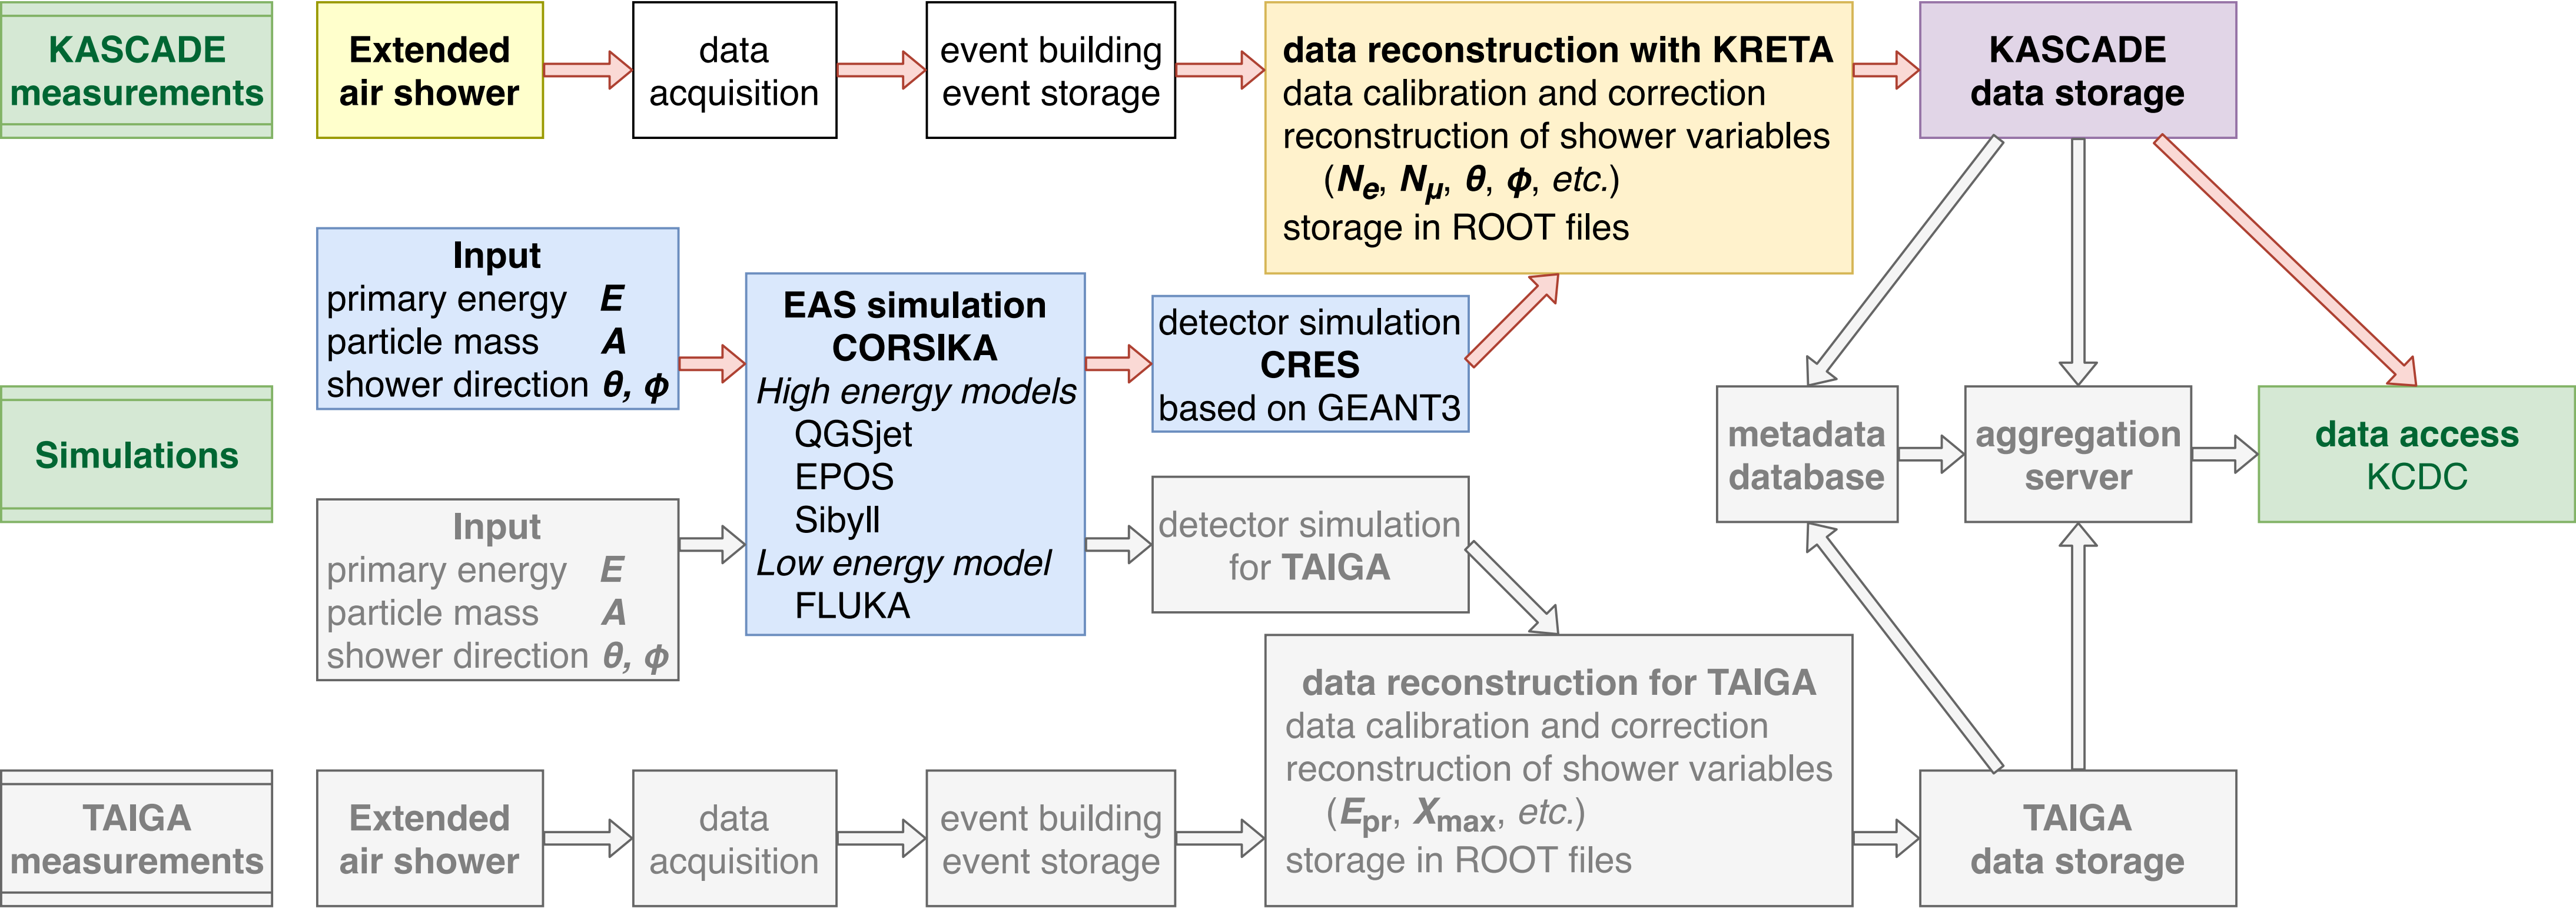 KASCADE
measurements
Extended
air shower
data
acquisition
event building
event storage
data reconstruction with KRETA
data calibration and correction
reconstruction of shower variables
(Ne, Nμ, θ, ϕ, etc.)
storage in ROOT files
KASCADE
data storage
Simulations
Input
primary energy E
particle mass A
shower direction θ, ϕ
EAS simulation
CORSIKA
High energy models
QGSjet
EPOS
Sibyll
Low energy model
FLUKA
detector simulation
CRES
based on GEANT3
metadata
database
aggregation
server
data access
KCDC
Input
primary energy E
particle mass A
shower direction θ, ϕ
detector simulation
for TAIGA
TAIGA
measurements
Extended
air shower
data
acquisition
event building
event storage
data reconstruction for TAIGA
data calibration and correction
reconstruction of shower variables
(Epr, Xmax, etc.)
storage in ROOT files
TAIGA
data storage